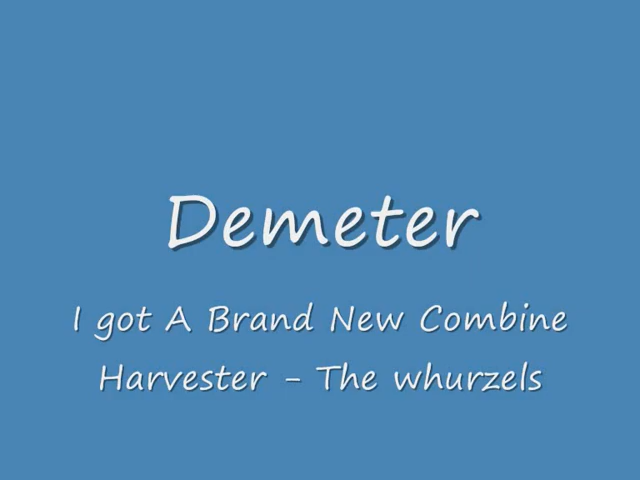 Demeter
I got A Brand New Combine
Harvester - The whurzels